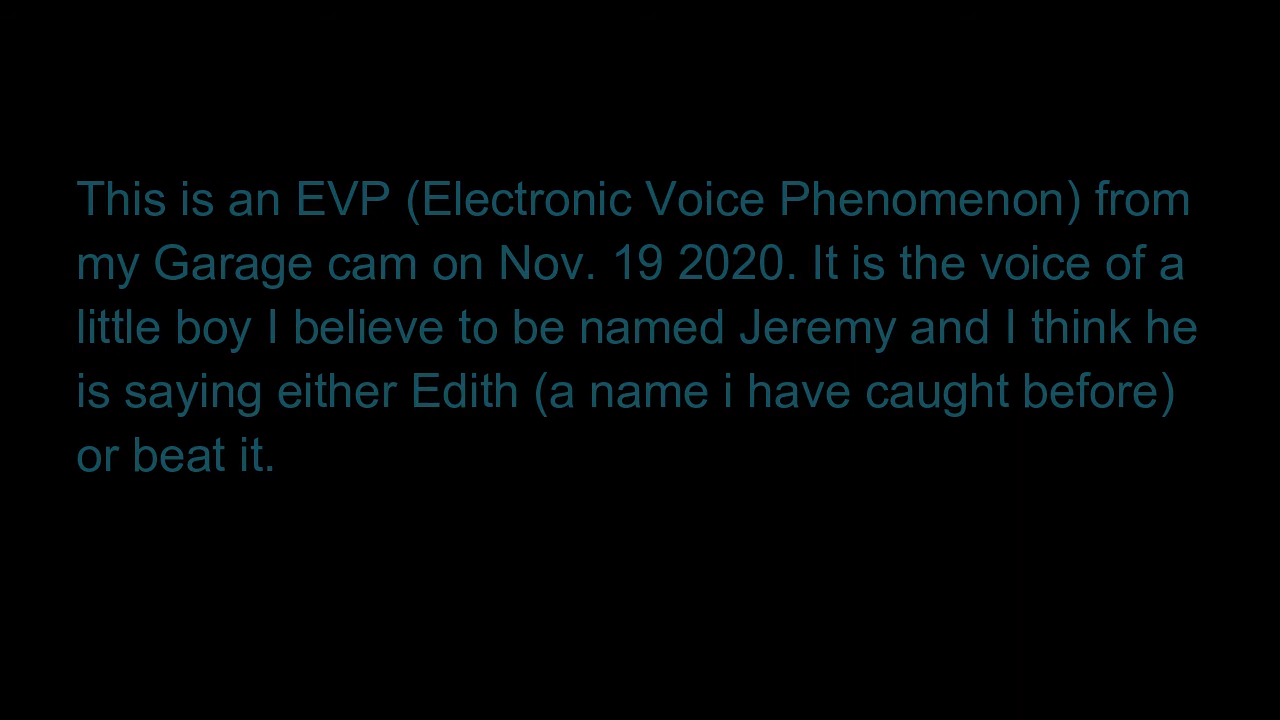 This is an EVP (Electronic Voice Phenomenon) from
my Garage cam on Nov. 19 2020. It is the voice of a
little boy I believe to be named Jeremy and I think he
is saying either Edith (a name i have caught before)
or beat it.